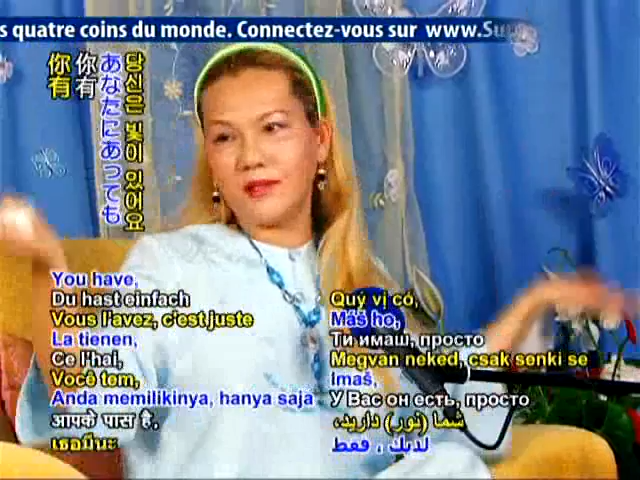 s quatre coins du monde. Connectez-vous sur www.Su
당신은 빛이 있어요
あなたにあっても
你有
你有
You have,
Du hast einfach
Vous l'avez, c'est juste
La tienen,
Ce l'hai,
Você tem,
Anda memilikinya, hanya saja
आपके पास है,
เธอมีนะ
Quý vị có,
Máš ho,
Ти имаш, просто
Megvan neked, csak senki se
Imaš,
У Вас он есть, просто
شما (نور) دارید،
لديك ، فقط